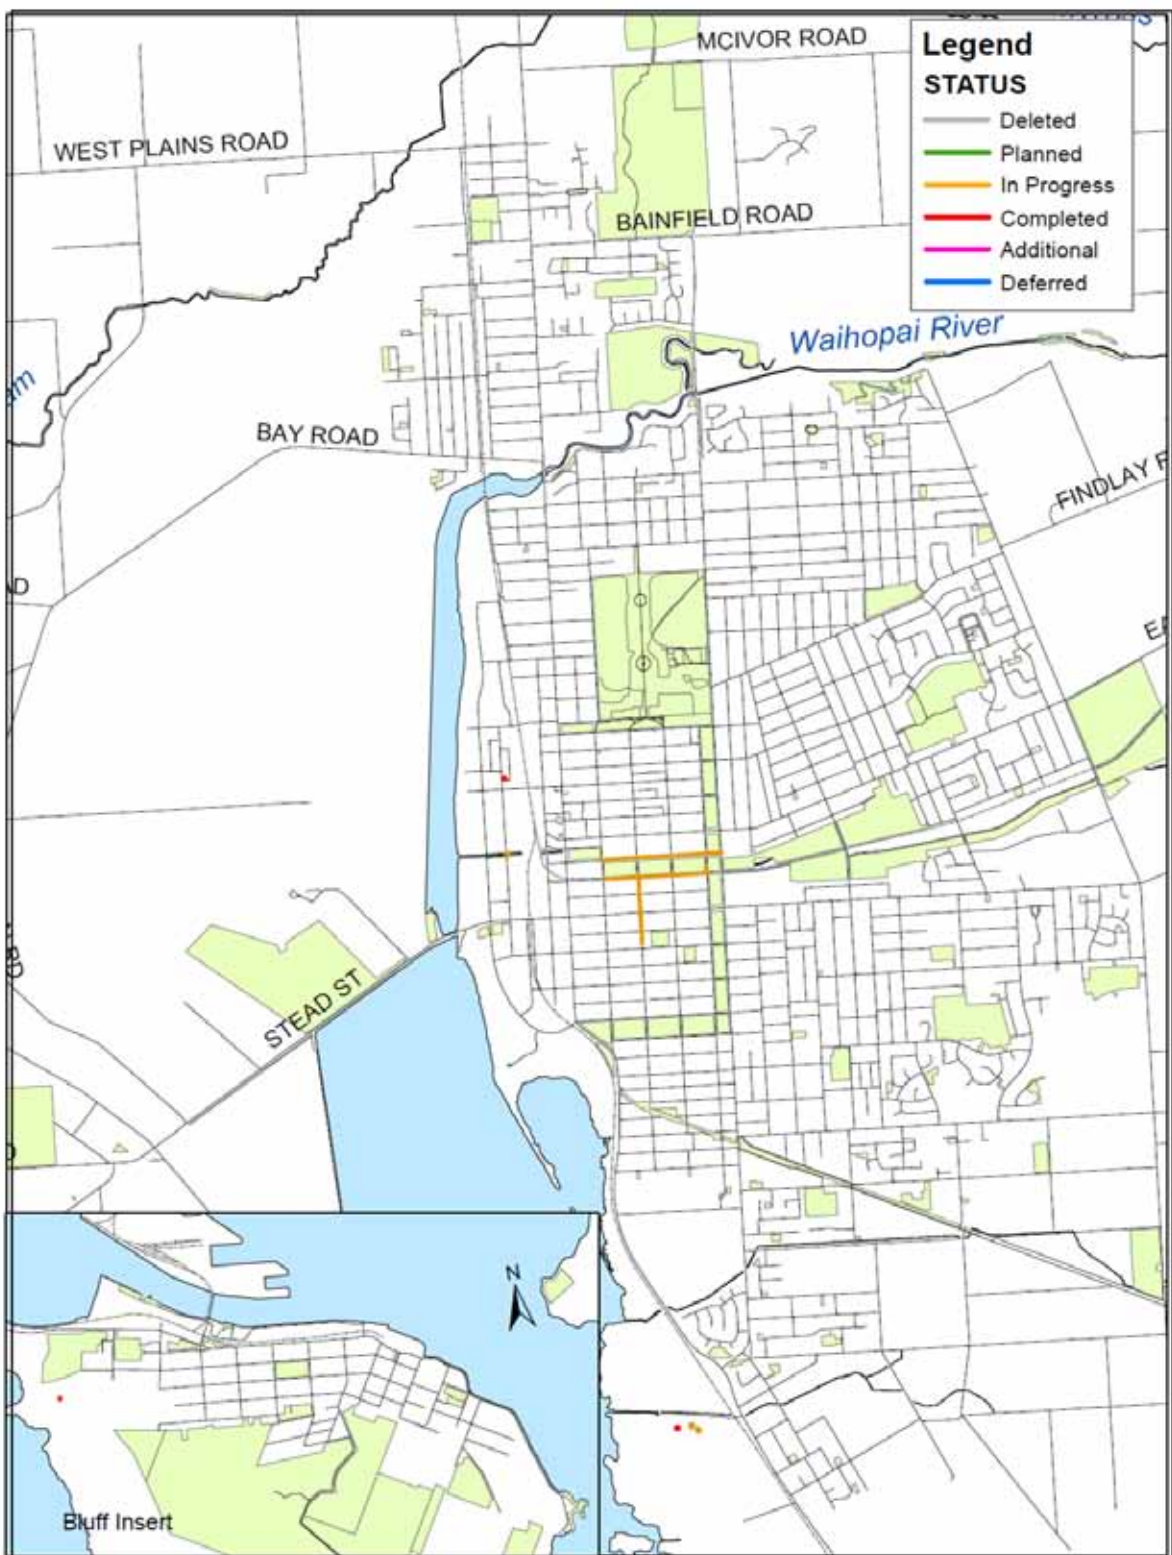 MCIVOR ROAD
Legend
STATUS
Deleted
Planned
In Progress
Completed
Additional
Deferred
WEST PLAINS ROAD
BAINFIELD ROAD
Waihopai River
BAY ROAD
FINDLAY
STEAD ST
RD
N
Bluff Insert